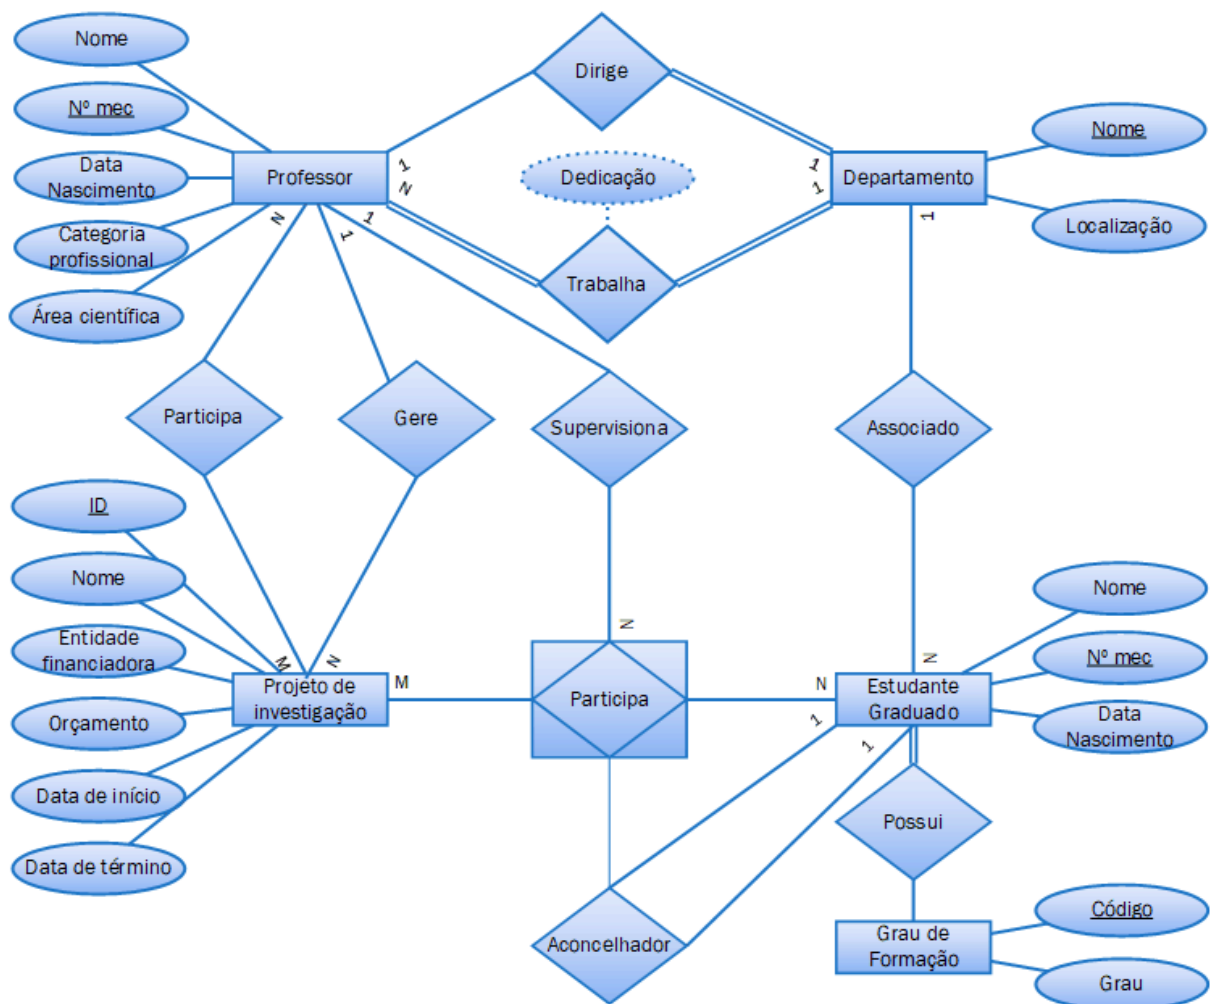 Nome
Dirige
Nº mec
Nome
1
1
Data
Nascimento
Professor
Dedicação
Departamento
N
1
N
1
1
1
Categoria
profissional
Localização
Trabalha
Área científica
Participa
Gere
Supervisiona
Associado
ID
Nome
Nome
Entidade
financiadora
N
M
N
N
Nº mec
Projeto de
investigação
M
Participa
N
Estudante
Graduado
Orçamento
1
1
Data
Nascimento
Data de início
Possui
Data de término
Código
Aconcelhador
Grau de
Formação
Grau